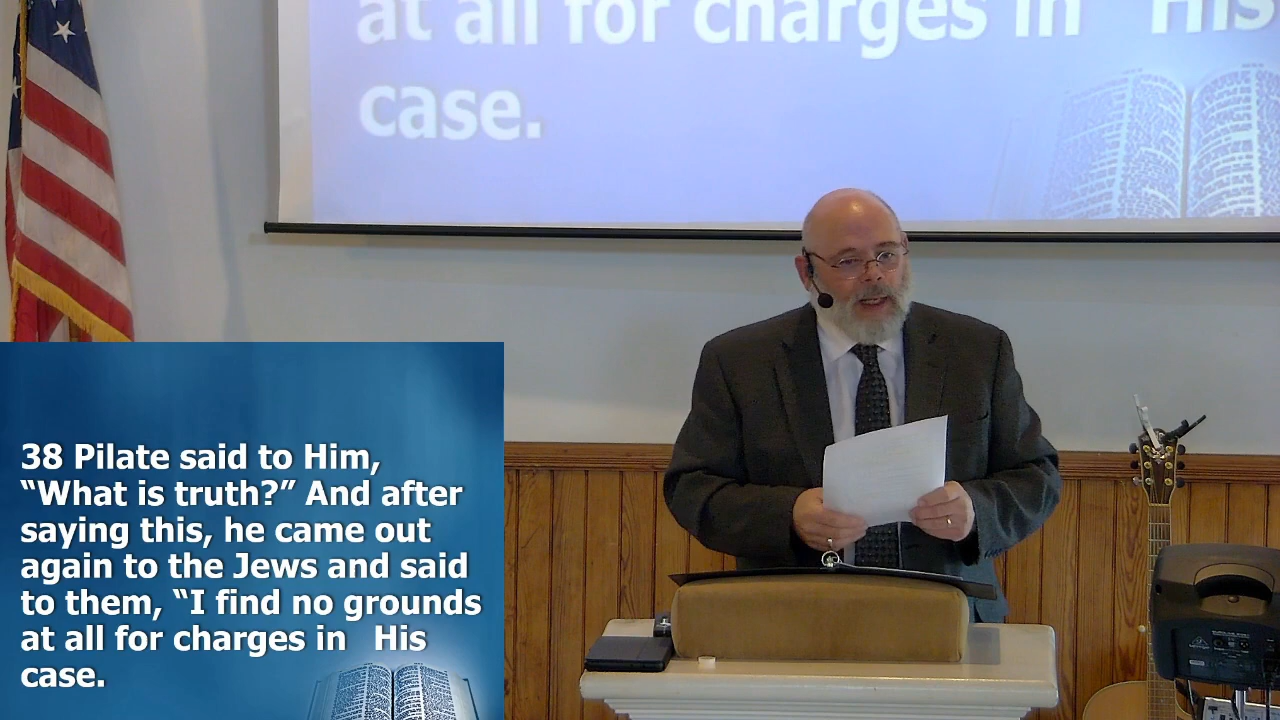 at all for charges in His
case.
38 Pilate said to Him,
“What is truth?” And after
saying this, he came out
again to the Jews and said
to them, “I find no grounds
at all for charges in His
case.